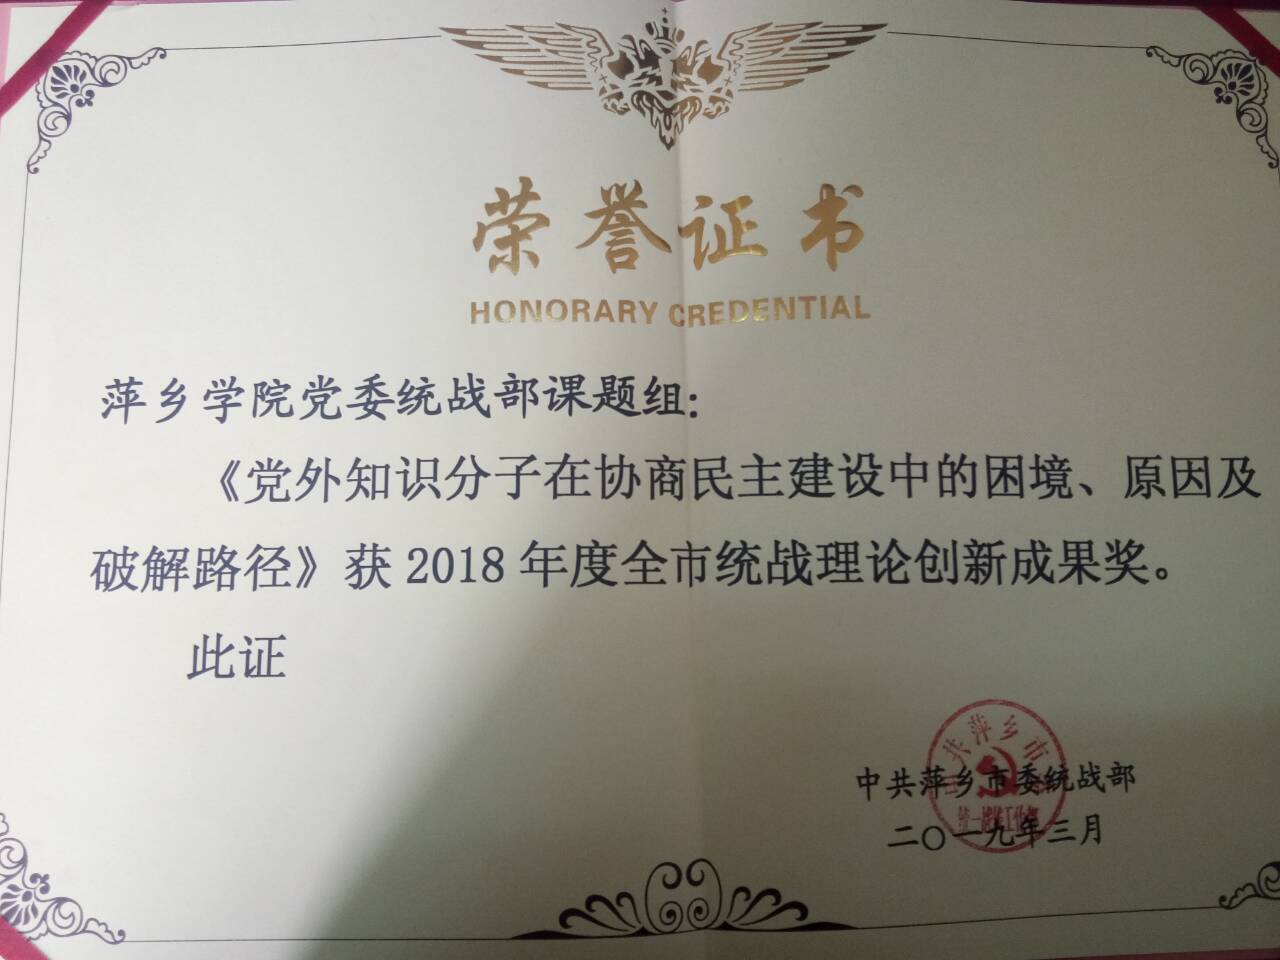 荣誉证书
HONORARY CREDENTIAL
萍乡学院党委统战部课题组：
《党外知识分子在协商民主建设中的困境、原因及
破解路径》获2018年度全市统战理论创新成果奖。
此证
中共萍乡市委统战部
二〇一九年三月